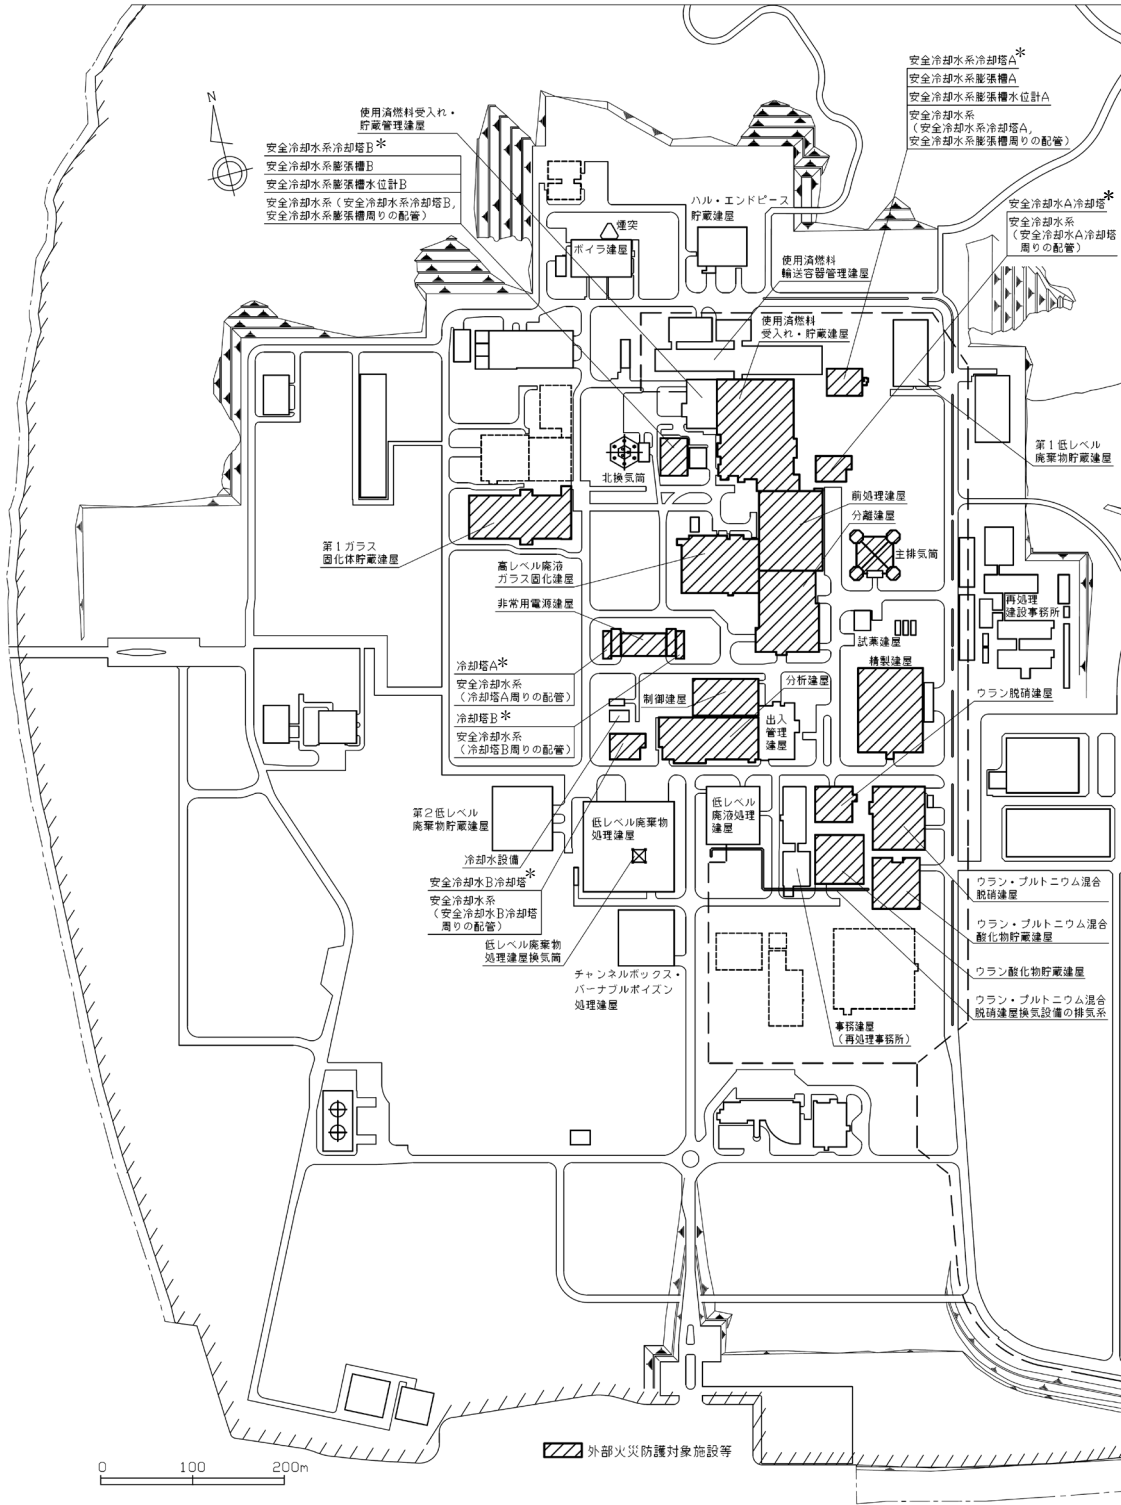 安全冷却水系冷却塔A*
安全冷却水系膨張槽A
安全冷却水系膨張槽水位計A
安全冷却水系
(安全冷却水系冷却塔A,
安全冷却水系膨張槽周りの配管)
N
使用済燃料受入れ・
貯蔵管理建屋
安全冷却水系冷却塔B*
安全冷却水系膨張槽B
安全冷却水系膨張槽水位計B
安全冷却水系(安全冷却水系冷却塔B,
安全冷却水系膨張槽周りの配管)
煙突
ボイラ建屋
ハル・エンドピース
貯蔵建屋
安全冷却水A冷却塔*
安全冷却水系
(安全冷却水A冷却塔
周りの配管)
使用済燃料
輸送容器管理建屋
使用済燃料
受入れ・貯蔵建屋
第1低レベル
廃棄物貯蔵建屋
北換気筒
前処理建屋
分離建屋
主排気筒
第1ガラス
固化体貯蔵建屋
高レベル廃液
ガラス固化建屋
非常用電源建屋
再処理
建設事務所
試薬建屋
精製建屋
冷却塔A*
安全冷却水系
(冷却塔A周りの配管)
冷却塔B*
安全冷却水系
(冷却塔B周りの配管)
制御建屋
分析建屋
出入
管理
建屋
ウラン脱硝建屋
第2低レベル
廃棄物貯蔵建屋
低レベル廃棄物
処理建屋
低レベル
廃液処理
建屋
冷却水設備
安全冷却水B冷却塔*
安全冷却水系
(安全冷却水B冷却塔
周りの配管)
低レベル廃棄物
処理建屋換気筒
チャンネルボックス・
バーナブルポイズン
処理建屋
ウラン・プルトニウム混合
脱硝建屋
ウラン・プルトニウム混合
酸化物貯蔵建屋
ウラン酸化物貯蔵建屋
ウラン・プルトニウム混合
脱硝建屋換気設備の排気系
事務建屋
(再処理事務所)
外部火災防護対象施設等
0 100 200m